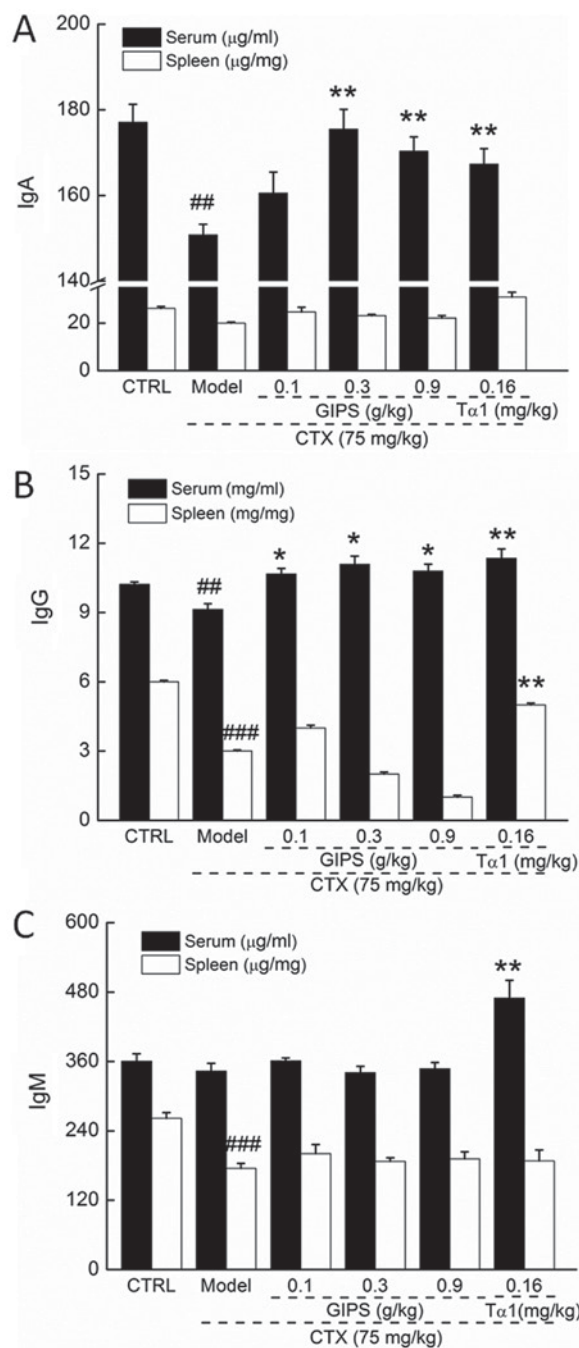 A
200
Serum (μg/ml)
Spleen (μg/mg)
** ** **
180
IgA
160
##
140
20
0
CTRL Model 0.1 0.3 0.9 0.16
GIPS (g/kg) Tα1 (mg/kg)
CTX (75 mg/kg)
B
15
Serum (mg/ml)
Spleen (mg/mg)
* * * **
12
##
IgG
9
**
6
###
3
0
CTRL Model 0.1 0.3 0.9 0.16
GIPS (g/kg) Tα1 (mg/kg)
CTX (75 mg/kg)
C
600
Serum (μg/ml)
Spleen (μg/mg)
**
480
IgM
360
240
###
120
0
CTRL Model 0.1 0.3 0.9 0.16
GIPS (g/kg) Tα1(mg/kg)
CTX (75 mg/kg)